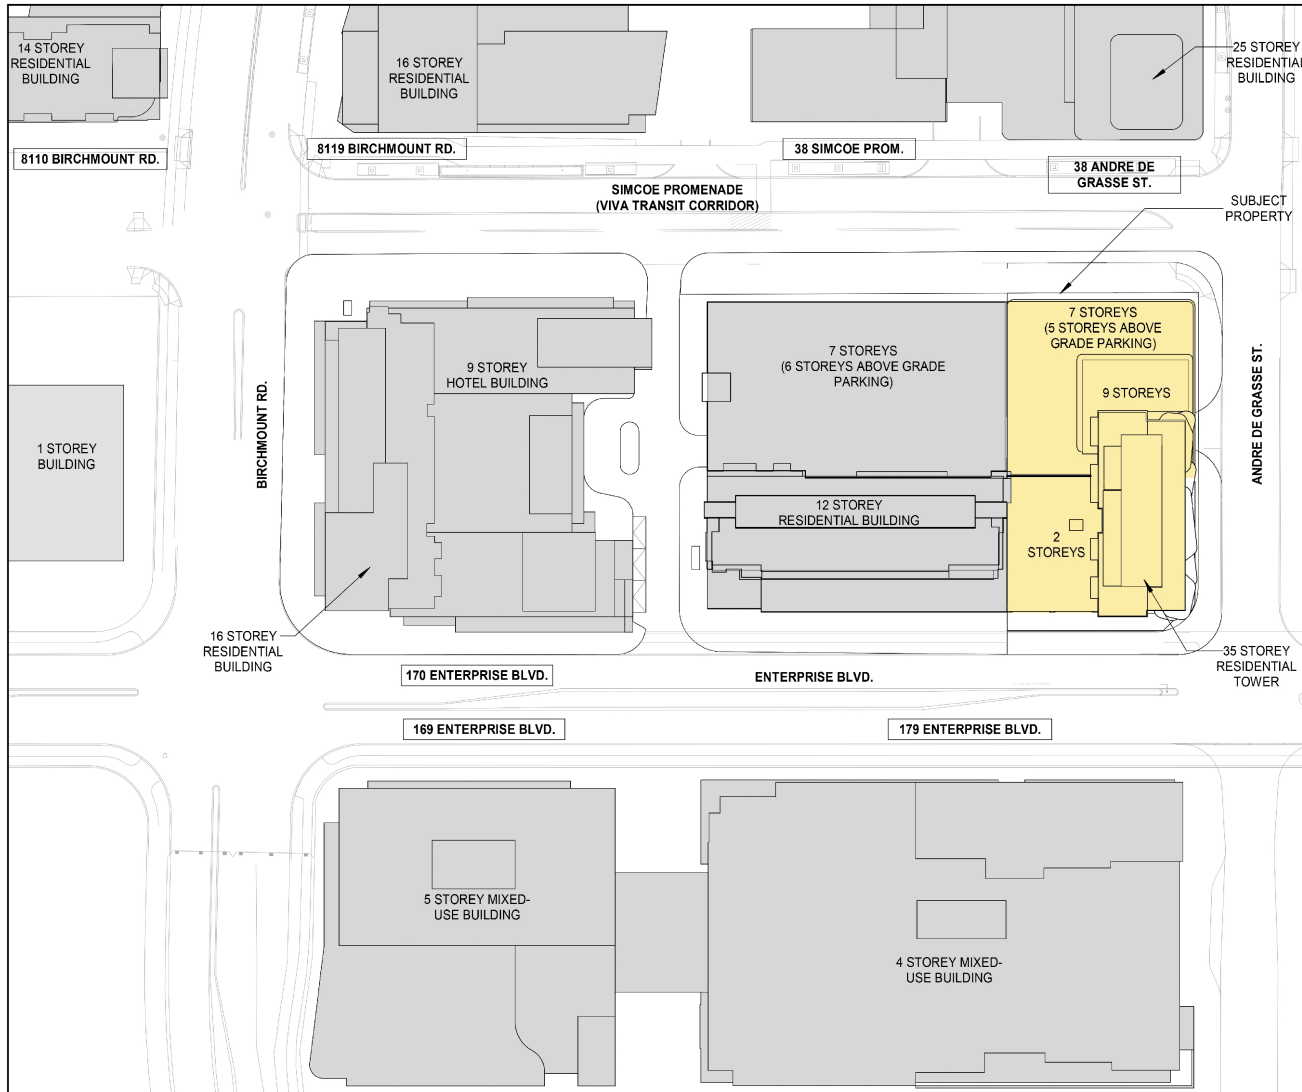 14 STOREY
RESIDENTIAL
BUILDING
16 STOREY
RESIDENTIAL
BUILDING
25 STOREY
RESIDENTIAL
BUILDING
8110 BIRCHMOUNT RD.
8119 BIRCHMOUNT RD.
38 SIMCOE PROM.
38 ANDRE DE
GRASSE ST.
SIMCOE PROMENADE
(VIVA TRANSIT CORRIDOR)
SUBJECT
PROPERTY
7 STOREYS
(5 STOREYS ABOVE
GRADE PARKING)
7 STOREYS
(6 STOREYS ABOVE GRADE
PARKING)
9 STOREY
HOTEL BUILDING
9 STOREYS
BIRCHMOUNT RD.
ANDRE DE GRASSE ST.
1 STOREY
BUILDING
12 STOREY
RESIDENTIAL BUILDING
2
STOREYS
16 STOREY
RESIDENTIAL
BUILDING
35 STOREY
RESIDENTIAL
TOWER
170 ENTERPRISE BLVD.
ENTERPRISE BLVD.
169 ENTERPRISE BLVD.
179 ENTERPRISE BLVD.
5 STOREY MIXED-
USE BUILDING
4 STOREY MIXED-
USE BUILDING